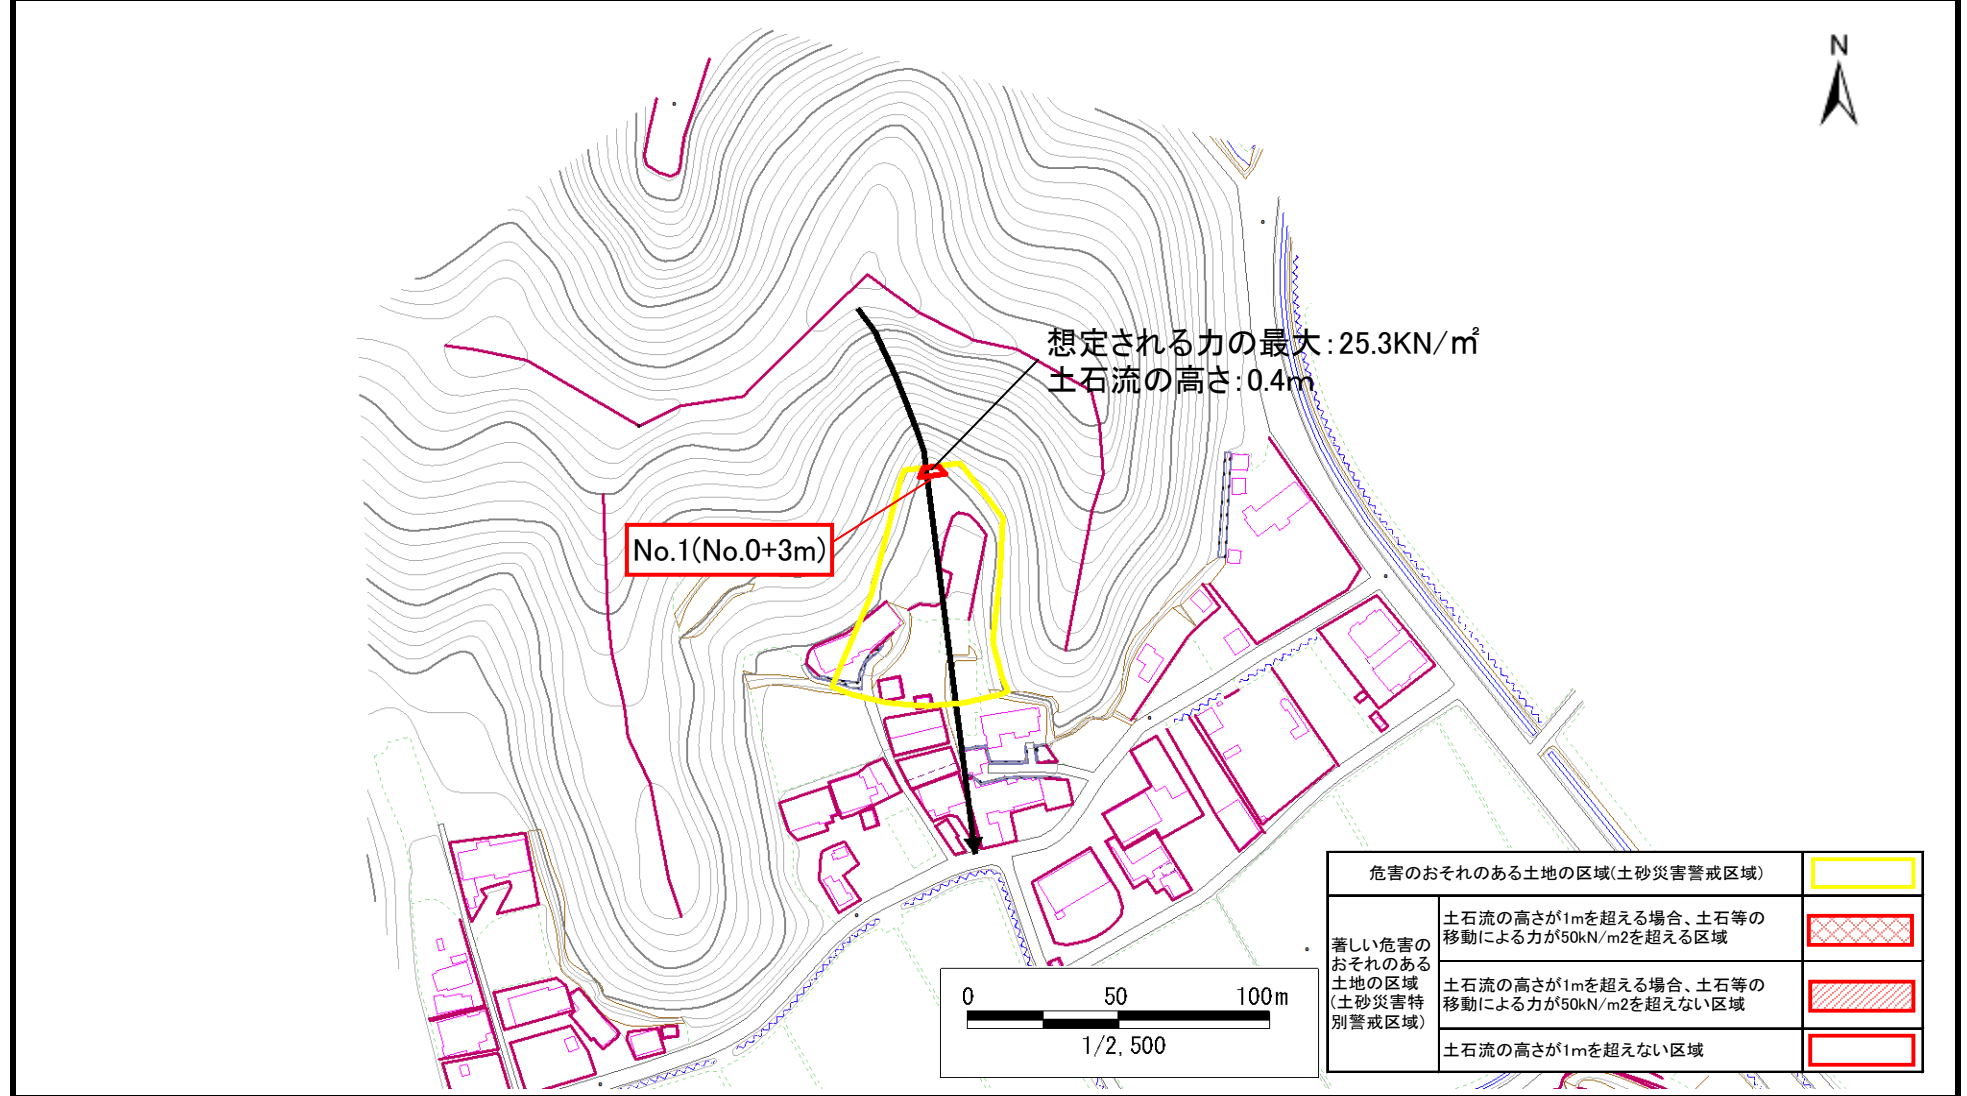 N
想定される力の最大:25.3KN/㎡
土石流の高さ:0.4m
No.1(No.0+3m)
0 50 100m
1/2,500
危害のおそれのある土地の区域(土砂災害警戒区域)
著しい危害の
おそれのある
土地の区域
(土砂災害特
別警戒区域)
土石流の高さが1mを超える場合、土石等の
移動による力が50kN/m2を超える区域
土石流の高さが1mを超える場合、土石等の
移動による力が50kN/m2を超えない区域
土石流の高さが1mを超えない区域